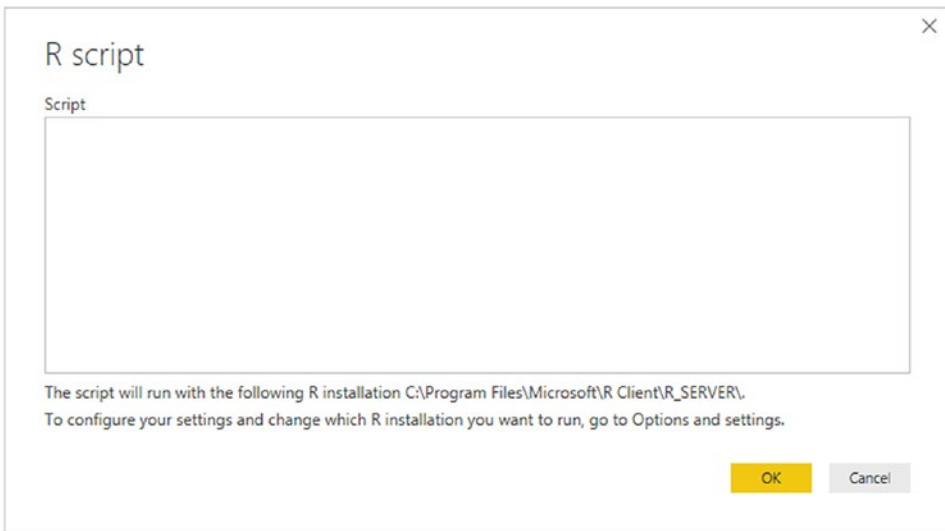 R script
Script
The script will run with the following R installation C:\Program Files\Microsoft\R Client\R_SERVER\.
To configure your settings and change which R installation you want to run, go to Options and settings.
OK
Cancel